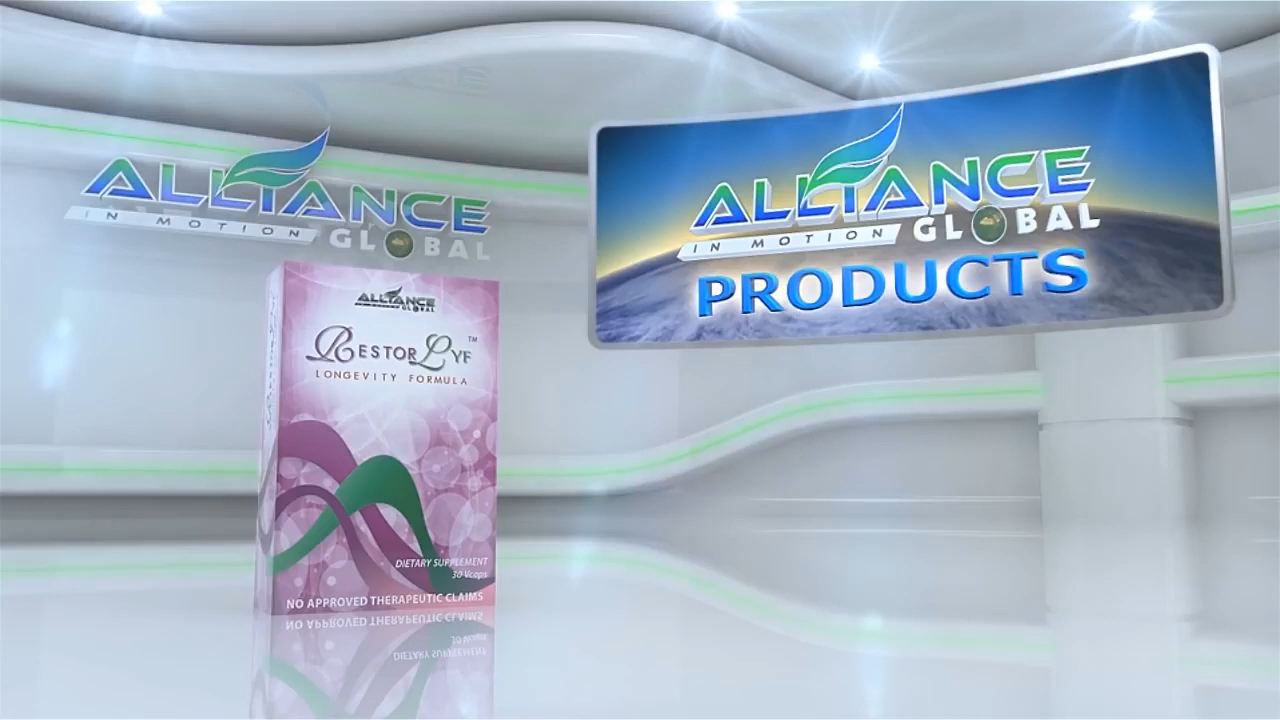 ALLIANCE
IN MOTION GLOBAL
ALLIANCE
IN MOTION GLOBAL
PRODUCTS
ALLIANCE
GLOBAL
RESTORLYF™
LONGEVITY FORMULA
DIETARY SUPPLEMENT
30 Vcaps
NO APPROVED THERAPEUTIC CLAIMS